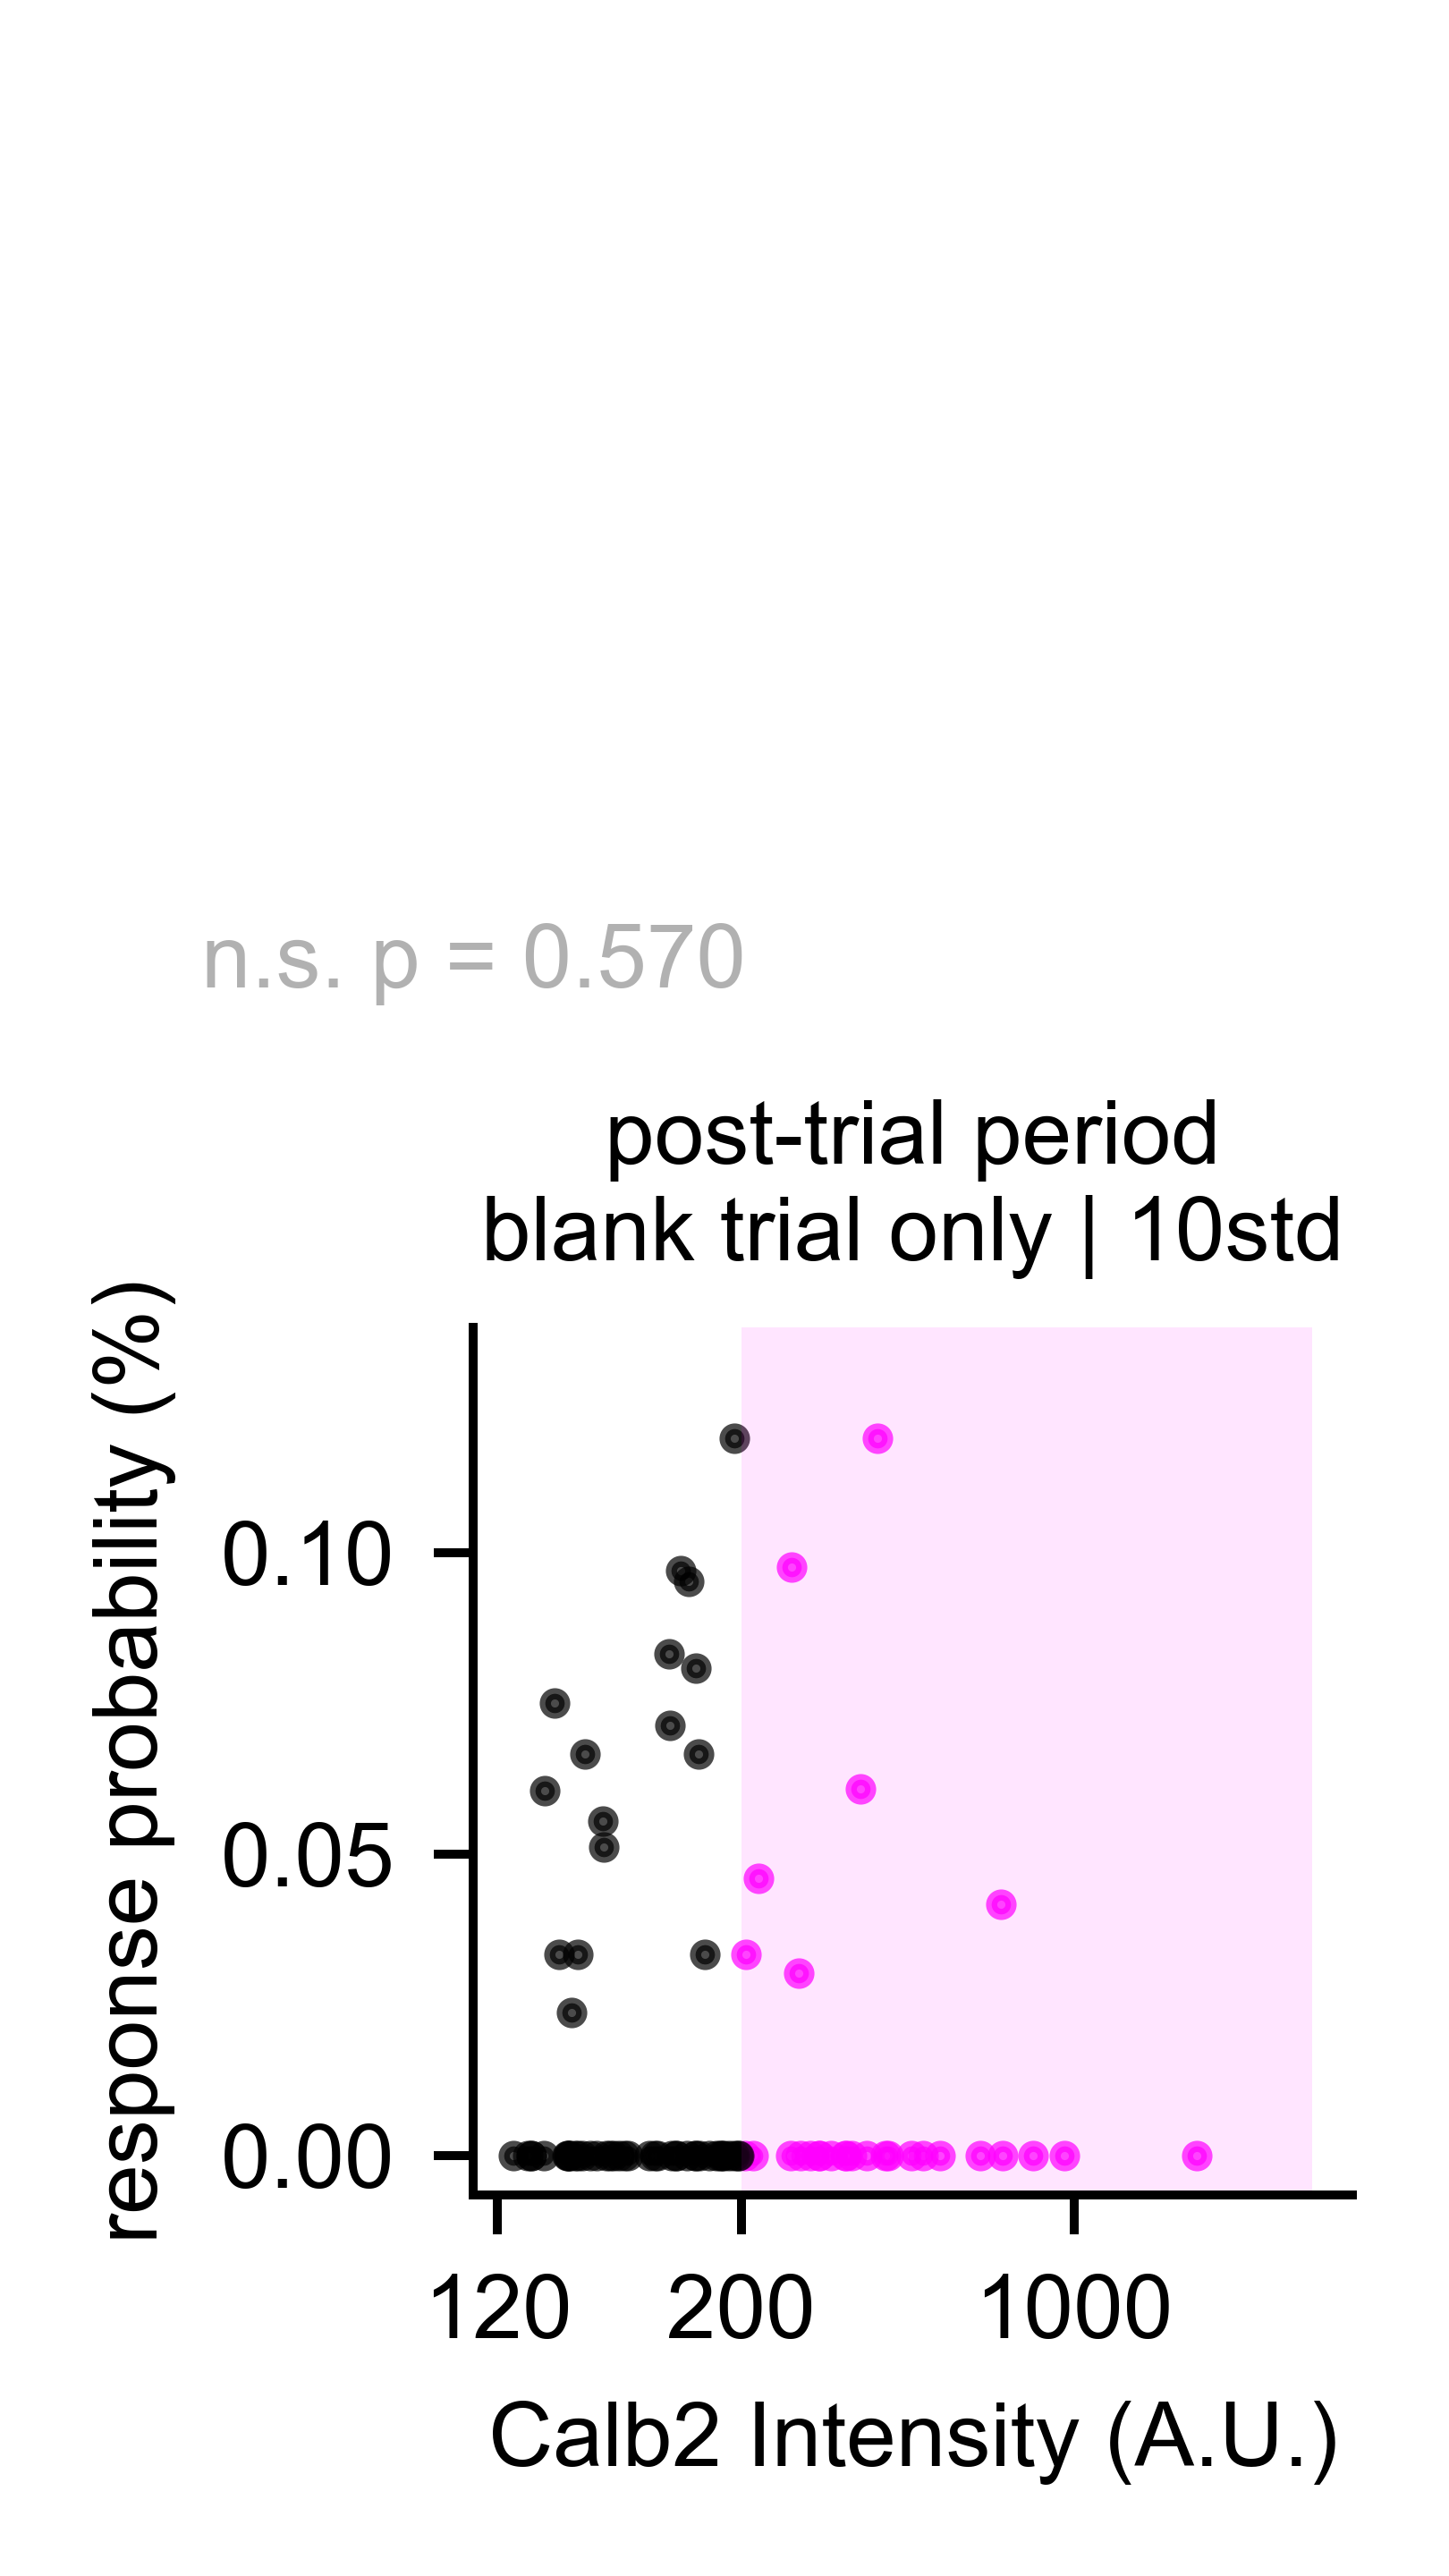 n.s. p = 0.570
post-trial period
blank trial only | 10std
response probability (%)
0.10
0.05
0.00
120 200 1000
Calb2 Intensity (A.U.)